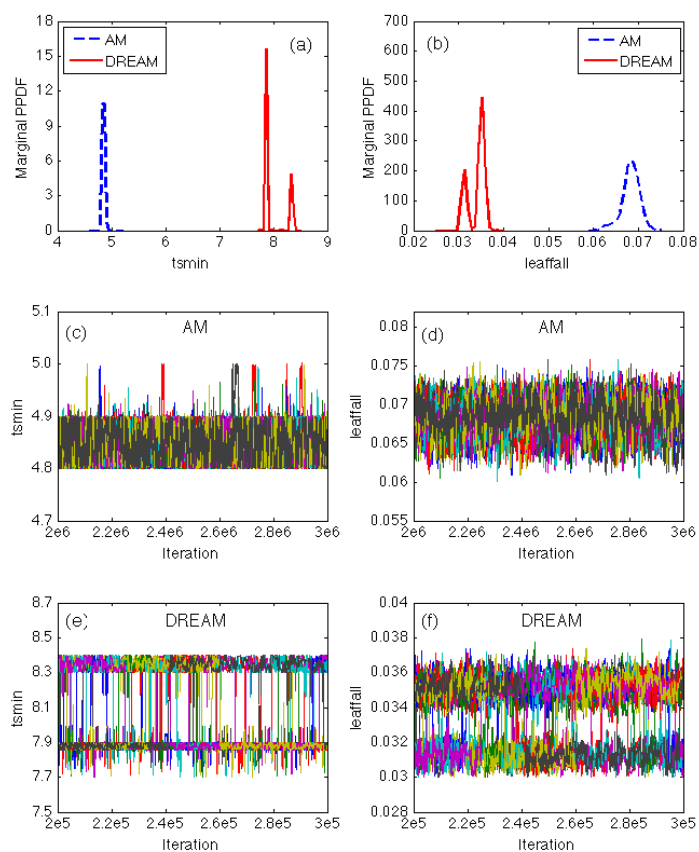 18
15
12
9
6
3
0
Marginal PPDF
AM
DREAM
(a)
4 5 6 7 8 9
tsmin
700
600
500
400
300
200
100
0
Marginal PPDF
(b)
AM
DREAM
0.02 0.03 0.04 0.05 0.06 0.07 0.08
leaffall
5.1
5.0
4.9
4.8
4.7
tsmin
(c)
AM
2e6 2.2e6 2.4e6 2.6e6 2.8e6 3e6
Iteration
0.08
0.075
0.07
0.065
0.06
0.055
leaffall
(d)
AM
2e6 2.2e6 2.4e6 2.6e6 2.8e6 3e6
Iteration
8.7
8.5
8.3
8.1
7.9
7.7
7.5
tsmin
(e)
DREAM
2e5 2.2e5 2.4e5 2.6e5 2.8e5 3e5
Iteration
0.04
0.038
0.036
0.034
0.032
0.03
0.028
leaffall
(f)
DREAM
2e5 2.2e5 2.4e5 2.6e5 2.8e5 3e5
Iteration